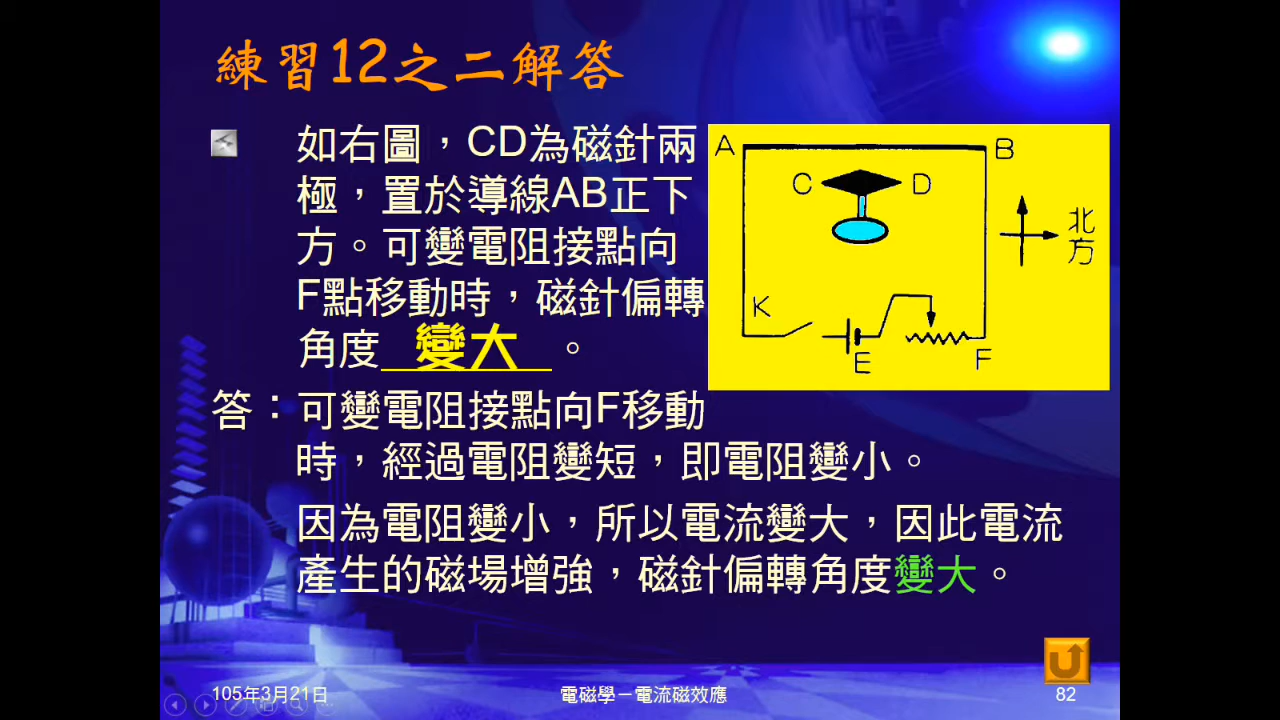 練習12之二解答
如右圖，CD為磁針兩
極，置於導線AB正下
方。可變電阻接點向
F點移動時，磁針偏轉
角度 變大 。
A
B
C
D
北方
K
E
F
答：可變電阻接點向F移動
時，經過電阻變短，即電阻變小。
因為電阻變小，所以電流變大，因此電流
產生的磁場增強，磁針偏轉角度變大。
105年3月21日
電磁學－電流磁效應
82